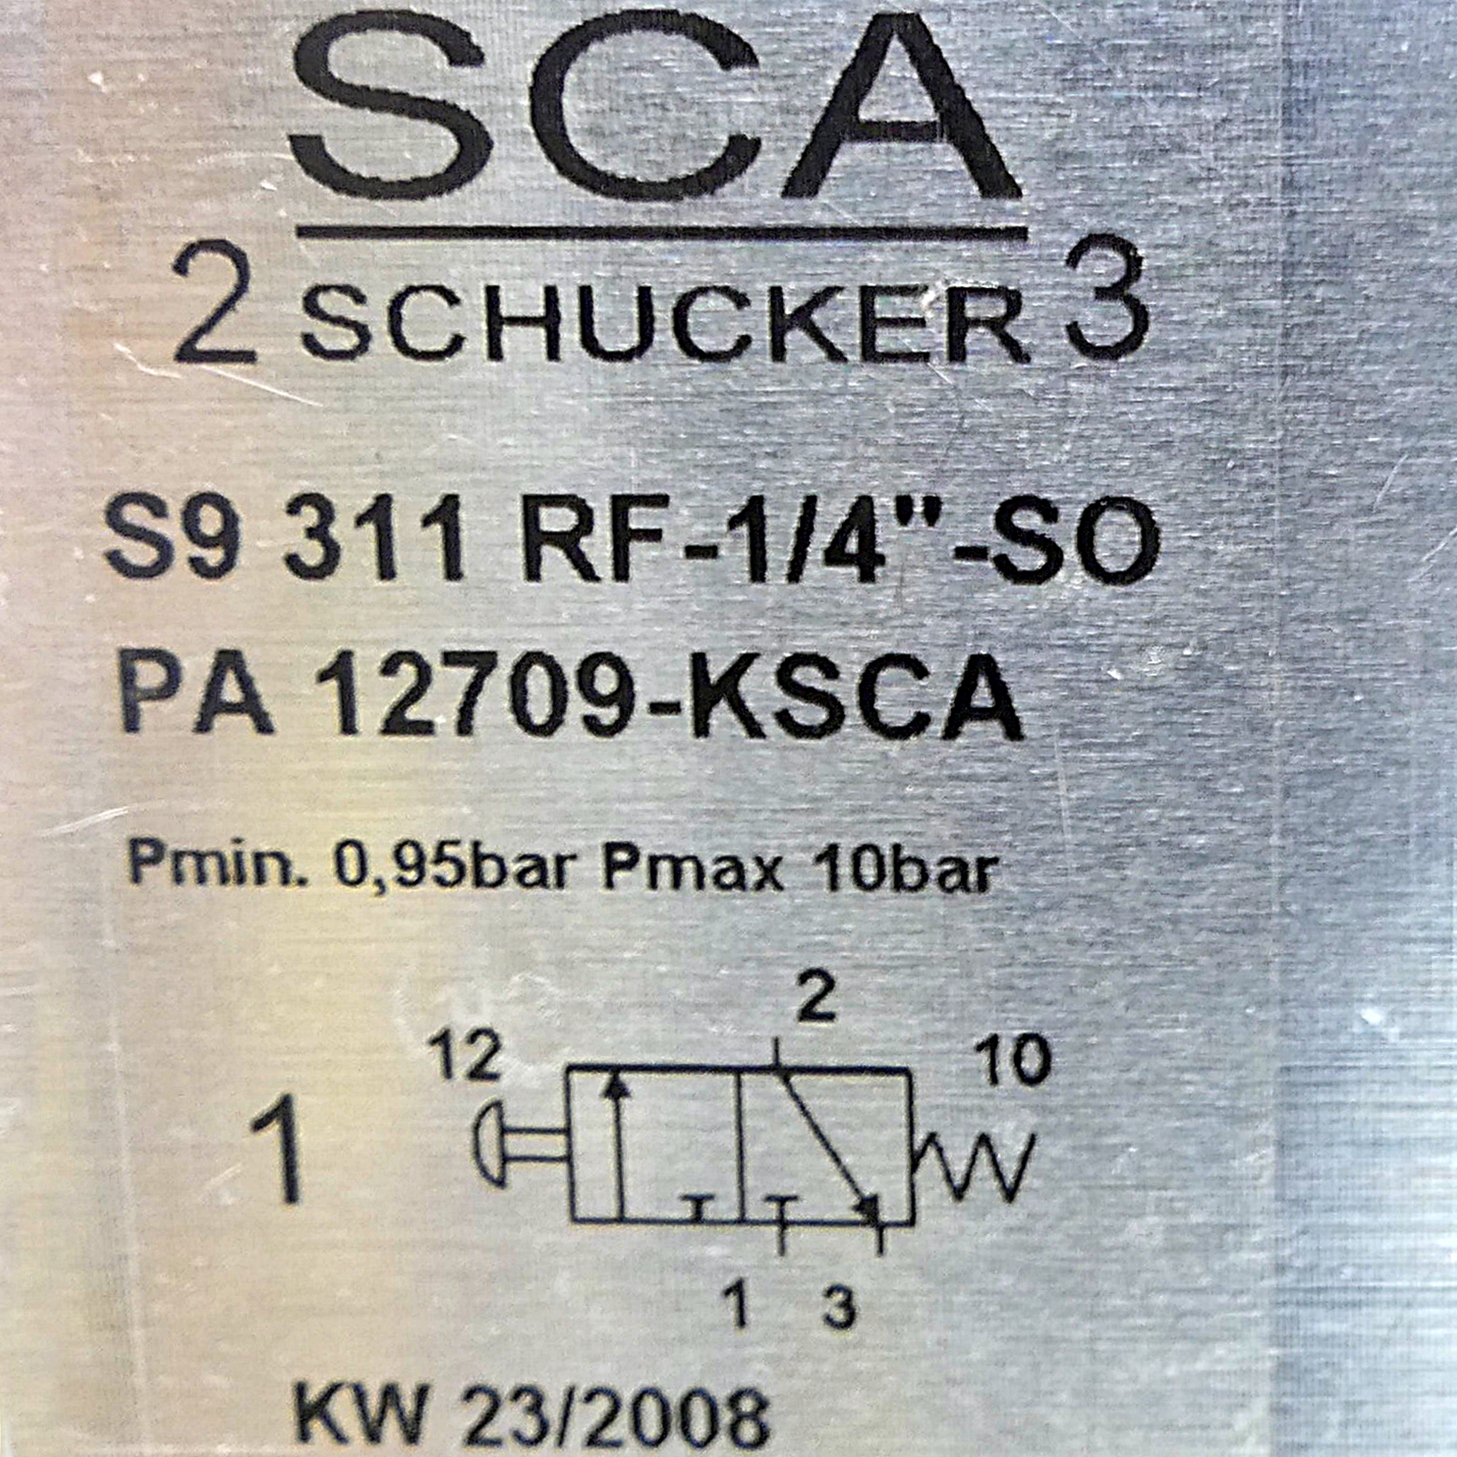 SCA
2 SCHUCKER 3
S9 311 RF-1/4"-SO
PA 12709-KSCA
Pmin. 0,95bar Pmax 10bar
2
12 10
1
1 3
KW 23/2008